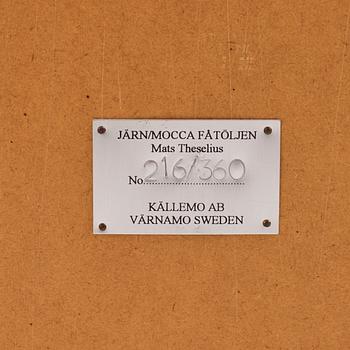 JÄRN/MOCCA FÅTÖLJEN
Mats Theselius
No. 216/360
KÄLLEMO AB
VÄRNAMO SWEDEN